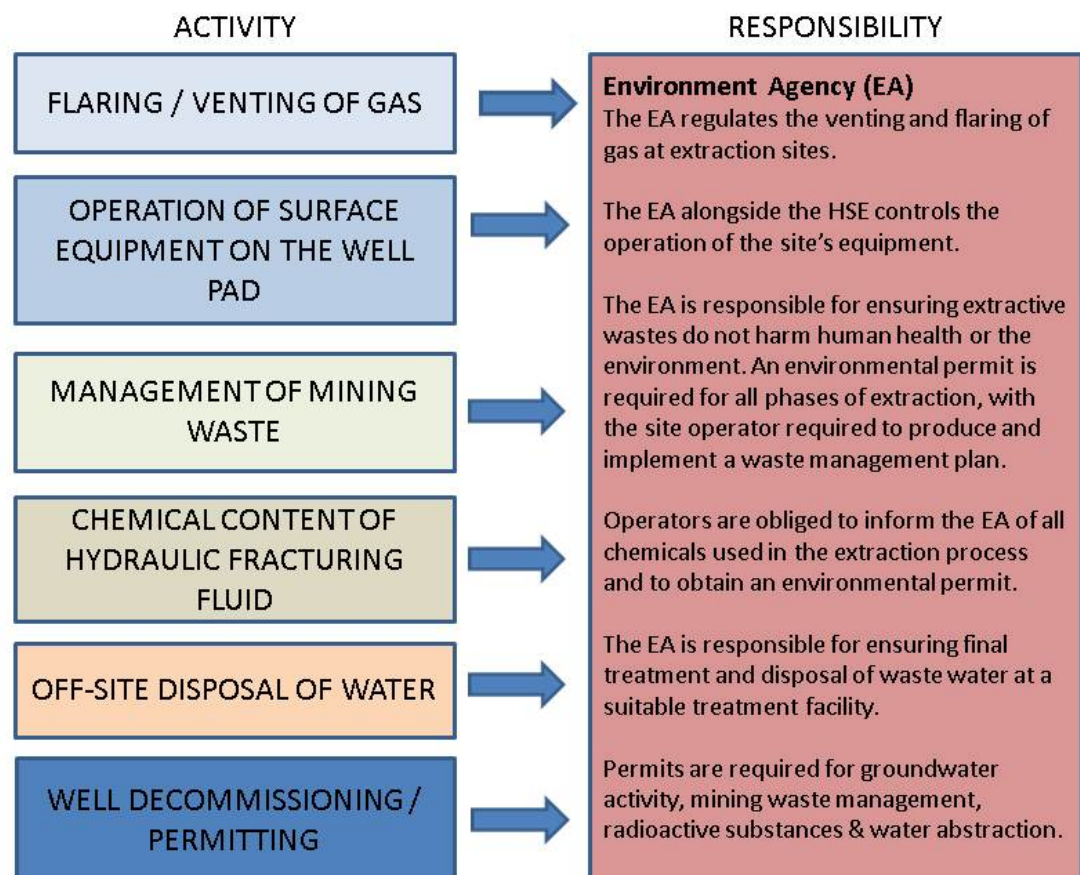 ACTIVITY
RESPONSIBILITY
FLARING / VENTING OF GAS
Environment Agency (EA)
The EA regulates the venting and flaring of
gas at extraction sites.
OPERATION OF SURFACE
EQUIPMENT ON THE WELL
PAD
The EA alongside the HSE controls the
operation of the site's equipment.
MANAGEMENT OF MINING
WASTE
The EA is responsible for ensuring extractive
wastes do not harm human health or the
environment. An environmental permit is
required for all phases of extraction, with
the site operator required to produce and
implement a waste management plan.
CHEMICAL CONTENT OF
HYDRAULIC FRACTURING
FLUID
Operators are obliged to inform the EA of all
chemicals used in the extraction process
and to obtain an environmental permit.
OFF-SITE DISPOSAL OF WATER
The EA is responsible for ensuring final
treatment and disposal of waste water at a
suitable treatment facility.
WELL DECOMMISSIONING /
PERMITTING
Permits are required for groundwater
activity, mining waste management,
radioactive substances & water abstraction.